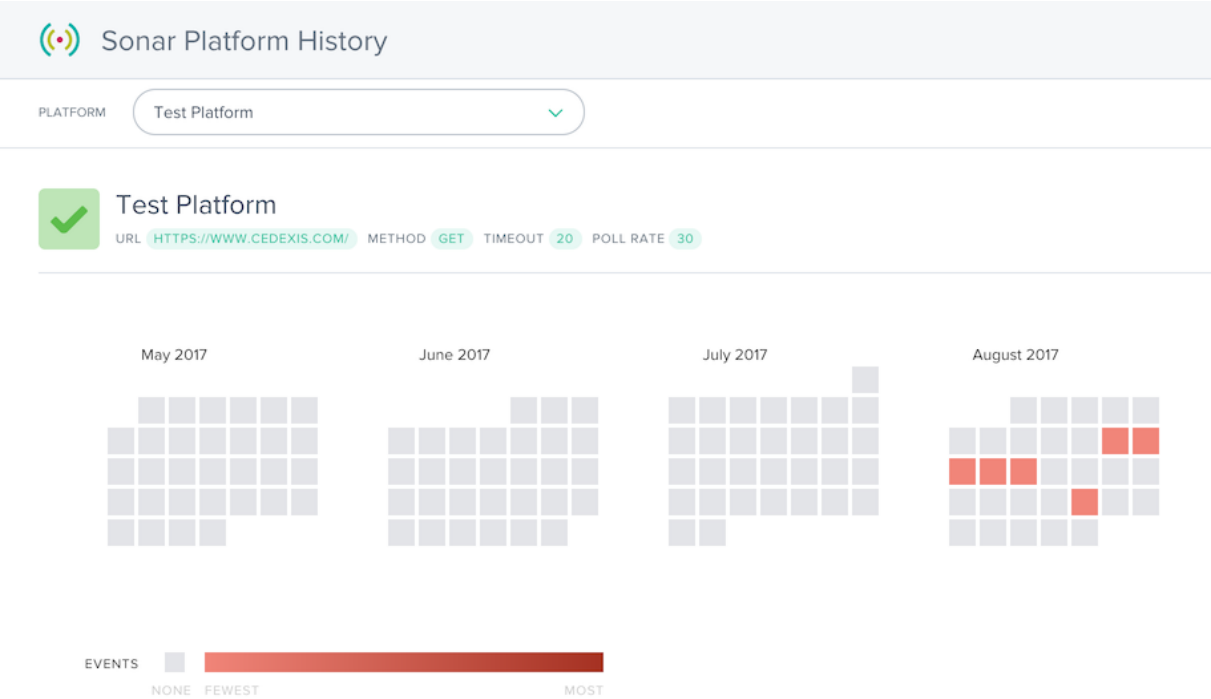 Sonar Platform History
PLATFORM Test Platform
Test Platform
URL HTTPS://WWW.CEDEXIS.COM/ METHOD GET TIMEOUT 20 POLL RATE 30
May 2017 June 2017 July 2017 August 2017
EVENTS
NONE FEWEST MOST